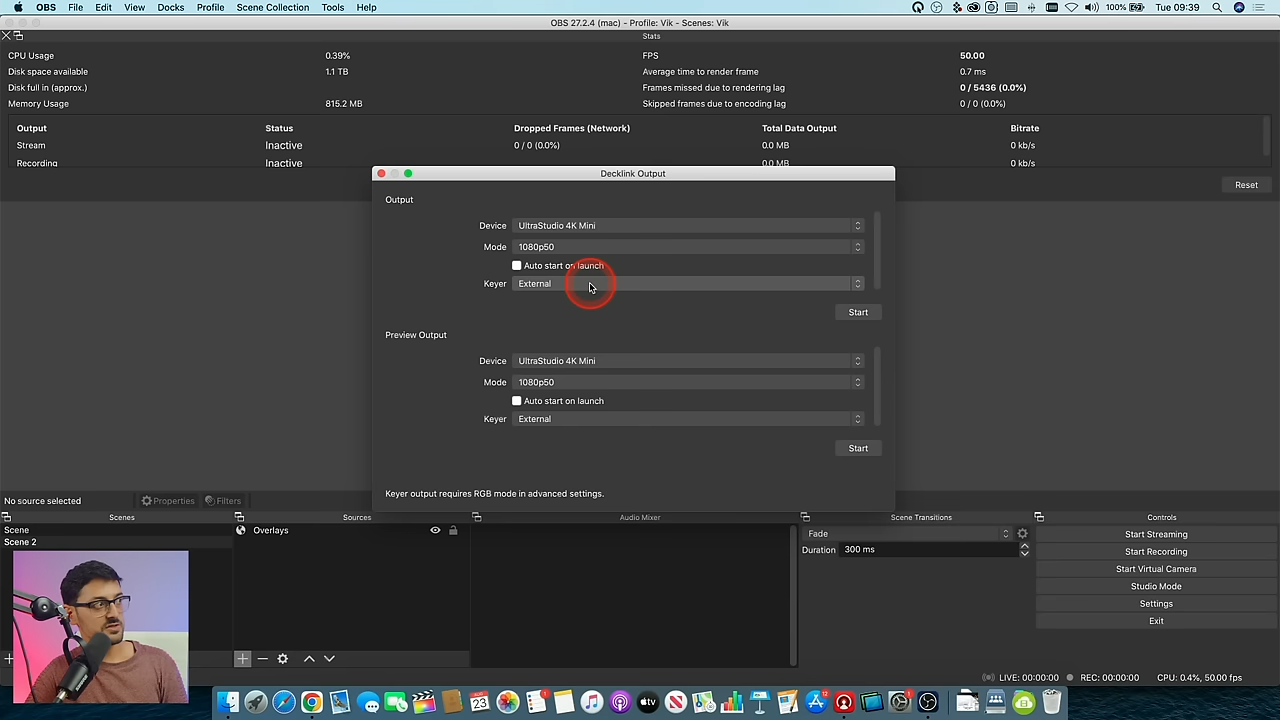 OBS File Edit View Docks Profile Scene Collection Tools Help 100% Tue 09:39
OBS 27.2.4 (mac) - Profile: Vik - Scenes: Vik
Stats
CPU Usage 0.39% FPS 50.00
Disk space available 1.1 TB Average time to render frame 0.7 ms
Disk full in (approx.) Frames missed due to rendering lag 0 / 5436 (0.0%)
Memory Usage 815.2 MB Skipped frames due to encoding lag 0 / 0 (0.0%)
Output Status Dropped Frames (Network) Total Data Output Bitrate
Stream Inactive 0 / 0 (0.0%) 0.0 MB 0 kb/s
Recording Inactive 0.0 MB 0 kb/s
Reset
Decklink Output
Output
Device UltraStudio 4K Mini
Mode 1080p50
Auto start on launch
Keyer External
Start
Preview Output
Device UltraStudio 4K Mini
Mode 1080p50
Auto start on launch
Keyer External
Start
Keyer output requires RGB mode in advanced settings.
No source selected Properties Filters
Scenes Sources Audio Mixer Scene Transitions Controls
Scene Overlays Fade Start Streaming
Scene 2 Duration 300 ms Start Recording
Start Virtual Camera
Studio Mode
Settings
Exit
LIVE: 00:00:00 REC: 00:00:00 CPU: 0.4%, 50.00 fps
23
tv
12